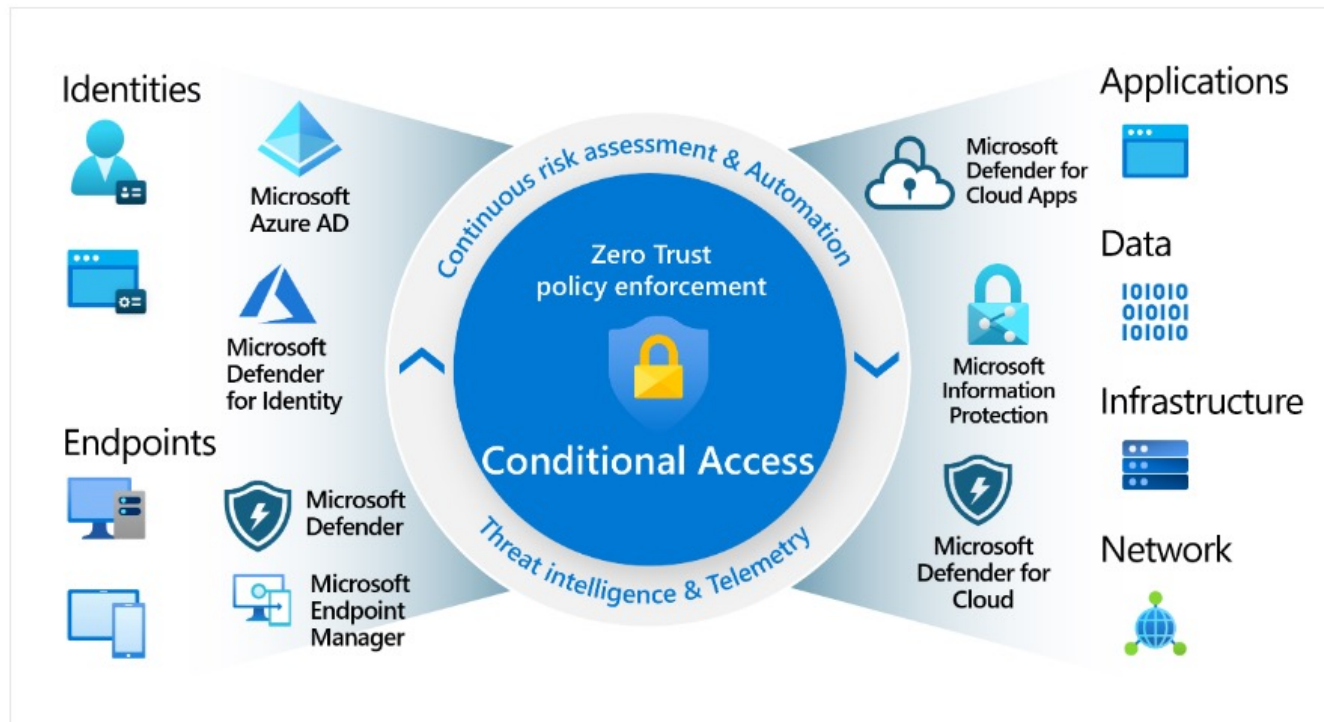 Identities
Microsoft
Azure AD
Microsoft
Defender
for Identity
Endpoints
Microsoft
Defender
Microsoft
Endpoint
Manager
Continuous risk assessment & Automation
Zero Trust
policy enforcement
Conditional Access
Threat intelligence & Telemetry
Microsoft
Defender for
Cloud Apps
Microsoft
Information
Protection
Microsoft
Defender for
Cloud
Applications
Data
101010
010101
101010
Infrastructure
Network